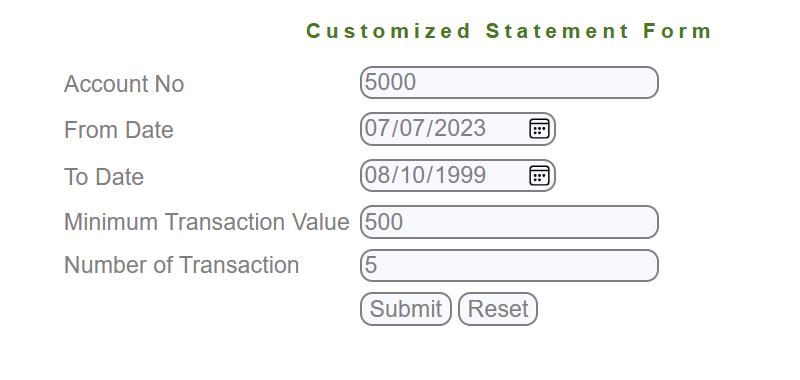 Customized Statement Form
Account No 5000
From Date 07/07/2023
To Date 08/10/1999
Minimum Transaction Value 500
Number of Transaction 5
Submit Reset